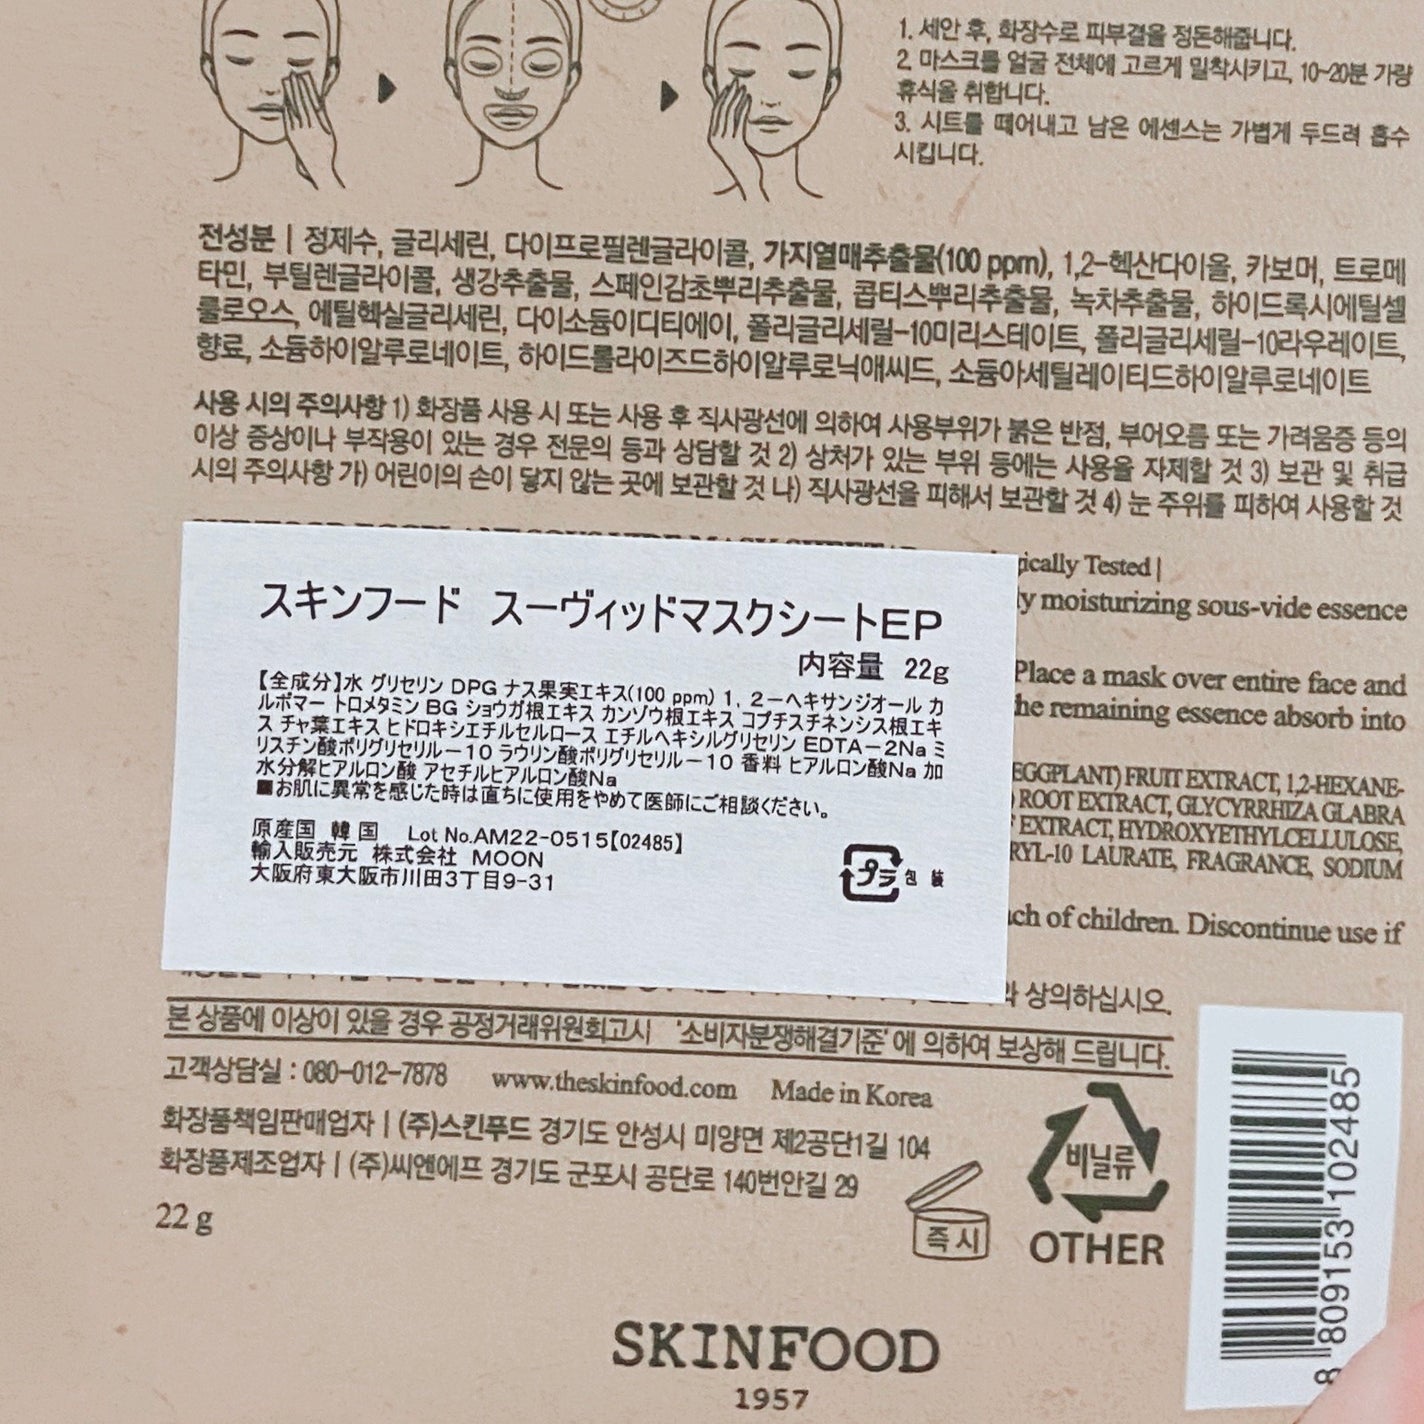 1. 세안 후, 화장수로 피부결을 정돈해줍니다.
2. 마스크를 얼굴 전체에 고르게 밀착시키고, 10~20분 가량
휴식을 취합니다.
3. 시트를 떼어내고 남은 에센스는 가볍게 두드려 흡수
시킵니다.
전성분 | 정제수, 글리세린, 다이프로필렌글라이콜, 가지열매추출물(100 ppm), 1,2-헥산다이올, 카보머, 트로메
타민, 부틸렌글라이콜, 생강추출물, 스페인감초뿌리추출물, 콥티스뿌리추출물, 녹차추출물, 하이드록시에틸셀
룰로오스, 에틸헥실글리세린, 다이소듐이디티에이, 폴리글리세릴-10미리스테이트, 폴리글리세릴-10라우레이트,
향료, 소듐하이알루로네이트, 하이드롤라이즈드하이알루로닉애씨드, 소듐아세틸레이티드하이알루로네이트
사용 시의 주의사항 1) 화장품 사용 시 또는 사용 후 직사광선에 의하여 사용부위가 붉은 반점, 부어오름 또는 가려움증 등의
이상 증상이나 부작용이 있는 경우 전문의 등과 상담할 것 2) 상처가 있는 부위 등에는 사용을 자제할 것 3) 보관 및 취급
시의 주의사항 가) 어린이의 손이 닿지 않는 곳에 보관할 것 나) 직사광선을 피해서 보관할 것 4) 눈 주위를 피하여 사용할 것
Tested |
moisturizing sous-vide essence
Place a mask over entire face and
remaining essence absorb into
EGGPLANT) FRUIT EXTRACT, 1,2-HEXANE-
ROOT EXTRACT, GLYCYRRHIZA GLABRA
EXTRACT, HYDROXYETHYLCELLULOSE,
RYL-10 LAURATE, FRAGRANCE, SODIUM
of children. Discontinue use if
スキンフード スーヴィッドマスクシートEP
内容量 22g
【全成分】水 グリセリン DPG ナス果実エキス(100 ppm) 1, 2-ヘキサンジオール カ
ルボマー トロメタミン BG ショウガ根エキス カンゾウ根エキス コプチスチネンシス根エキ
ス チャ葉エキス ヒドロキシエチルセルロース エチルヘキシルグリセリン EDTA-2Na ミ
リスチン酸ポリグリセリル-10 ラウリン酸ポリグリセリル-10 香料 ヒアルロン酸Na 加
水分解ヒアルロン酸 アセチルヒアルロン酸Na
■お肌に異常を感じた時は直ちに使用をやめて医師にご相談ください。
原産国 韓国 Lot No.AM22-0515【02485】
輸入販売元 株式会社 MOON
大阪府東大阪市川田3丁目9-31
プラ 包装
상의하십시오.
본 상품에 이상이 있을 경우 공정거래위원회고시 '소비자분쟁해결기준'에 의하여 보상해 드립니다.
고객상담실 : 080-012-7878 www.theskinfood.com Made in Korea
화장품책임판매업자 | (주)스킨푸드 경기도 안성시 미양면 제2공단1길 104
화장품제조업자 | (주)씨앤에프 경기도 군포시 공단로 140번안길 29
22 g
즉시
비닐류
OTHER
8 809153 102485
SKINFOOD
1957